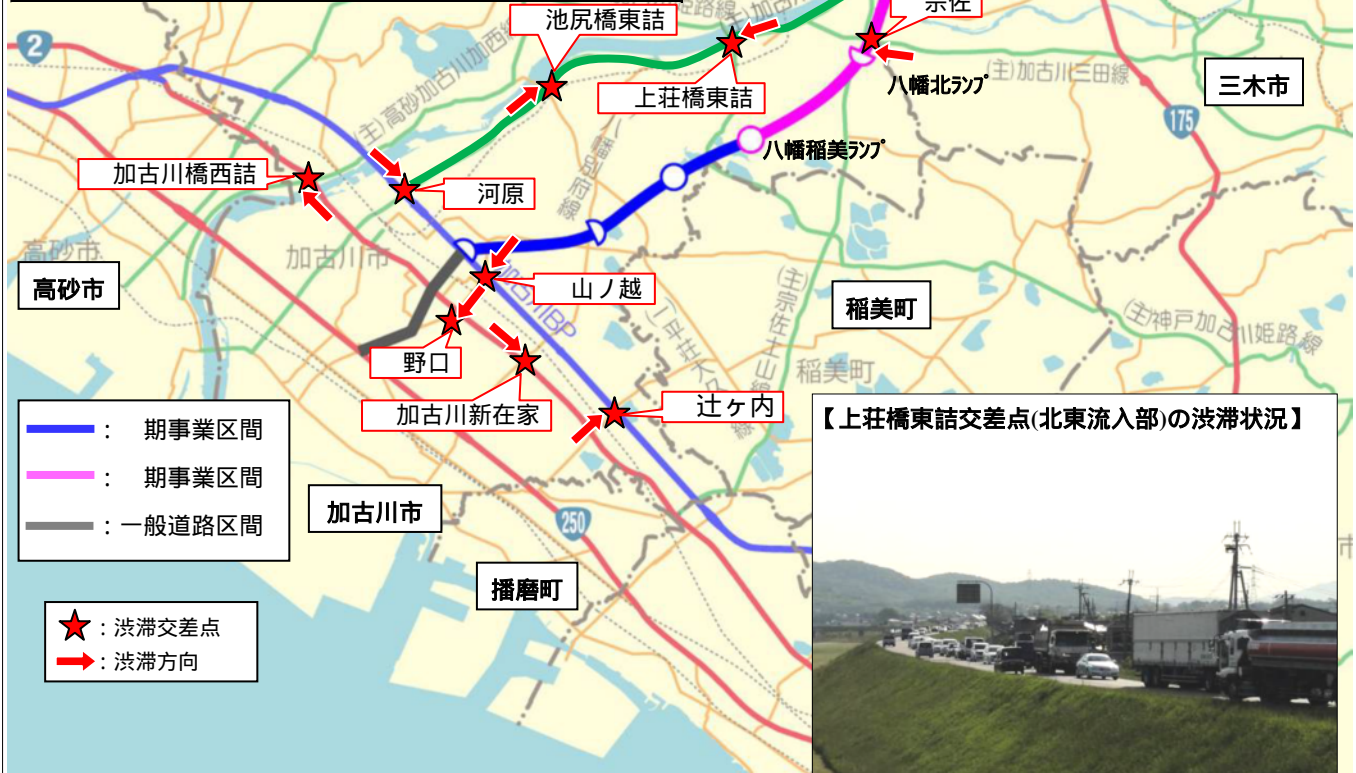 池尻橋東詰
宗佐
2
上荘橋東詰
八幡北ランプ
(主)加古川三田線
三木市
175
(主)高砂加古川加西線
加古川橋西詰
河原
八幡稲美ランプ
高砂市
加古川市
高砂市
山ノ越
加古川BP
(主)宗佐土山線
稲美町
(主)神戸加古川姫路線
野口
稲美町
加古川新在家
辻ヶ内
: 期事業区間
: 期事業区間
: 一般道路区間
加古川市
250
播磨町
: 渋滞交差点
: 渋滞方向
【上荘橋東詰交差点(北東流入部)の渋滞状況】